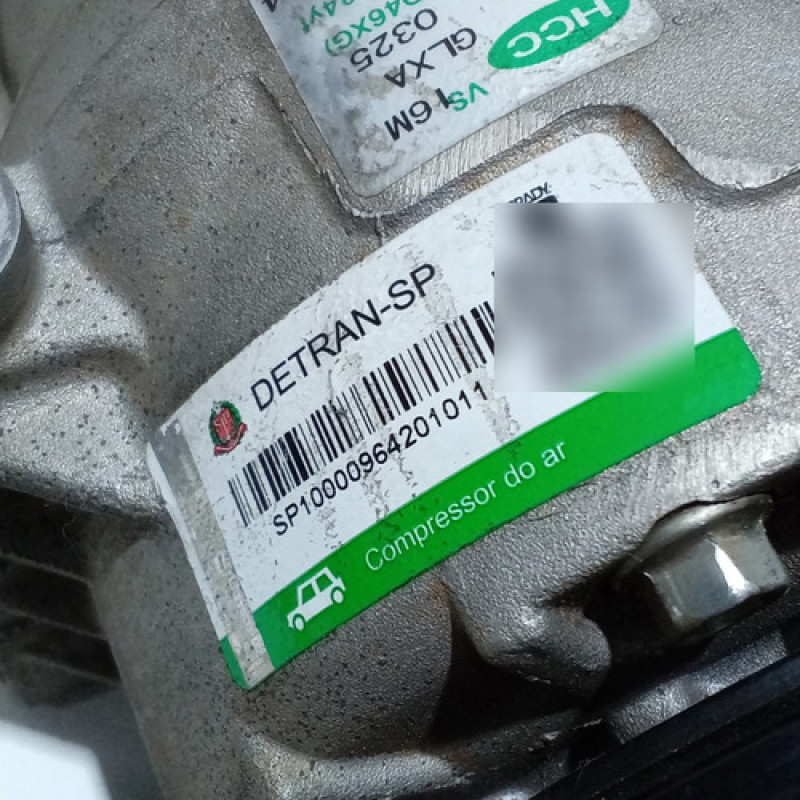 HCC
VS16M
GLXA
0325
DETRAN-SP
SP10000964201011
Compressor do ar